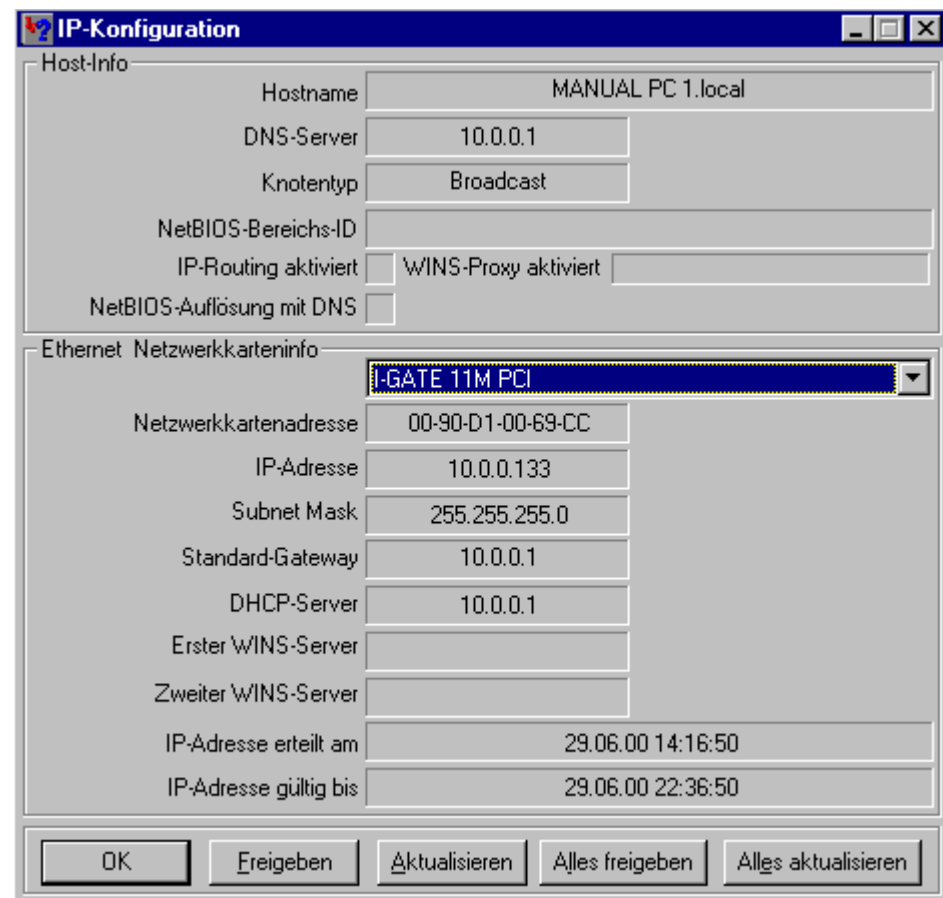 IP-Konfiguration
Host-Info
Hostname MANUAL PC 1.local
DNS-Server 10.0.0.1
Knotentyp Broadcast
NetBIOS-Bereichs-ID
IP-Routing aktiviert WINS-Proxy aktiviert
NetBIOS-Auflösung mit DNS
Ethernet Netzwerkkarteninfo
I-GATE 11M PCI
Netzwerkkartenadresse 00-90-D1-00-69-CC
IP-Adresse 10.0.0.133
Subnet Mask 255.255.255.0
Standard-Gateway 10.0.0.1
DHCP-Server 10.0.0.1
Erster WINS-Server
Zweiter WINS-Server
IP-Adresse erteilt am 29.06.00 14:16:50
IP-Adresse gültig bis 29.06.00 22:36:50
OK Freigeben Aktualisieren Alles freigeben Alles aktualisieren